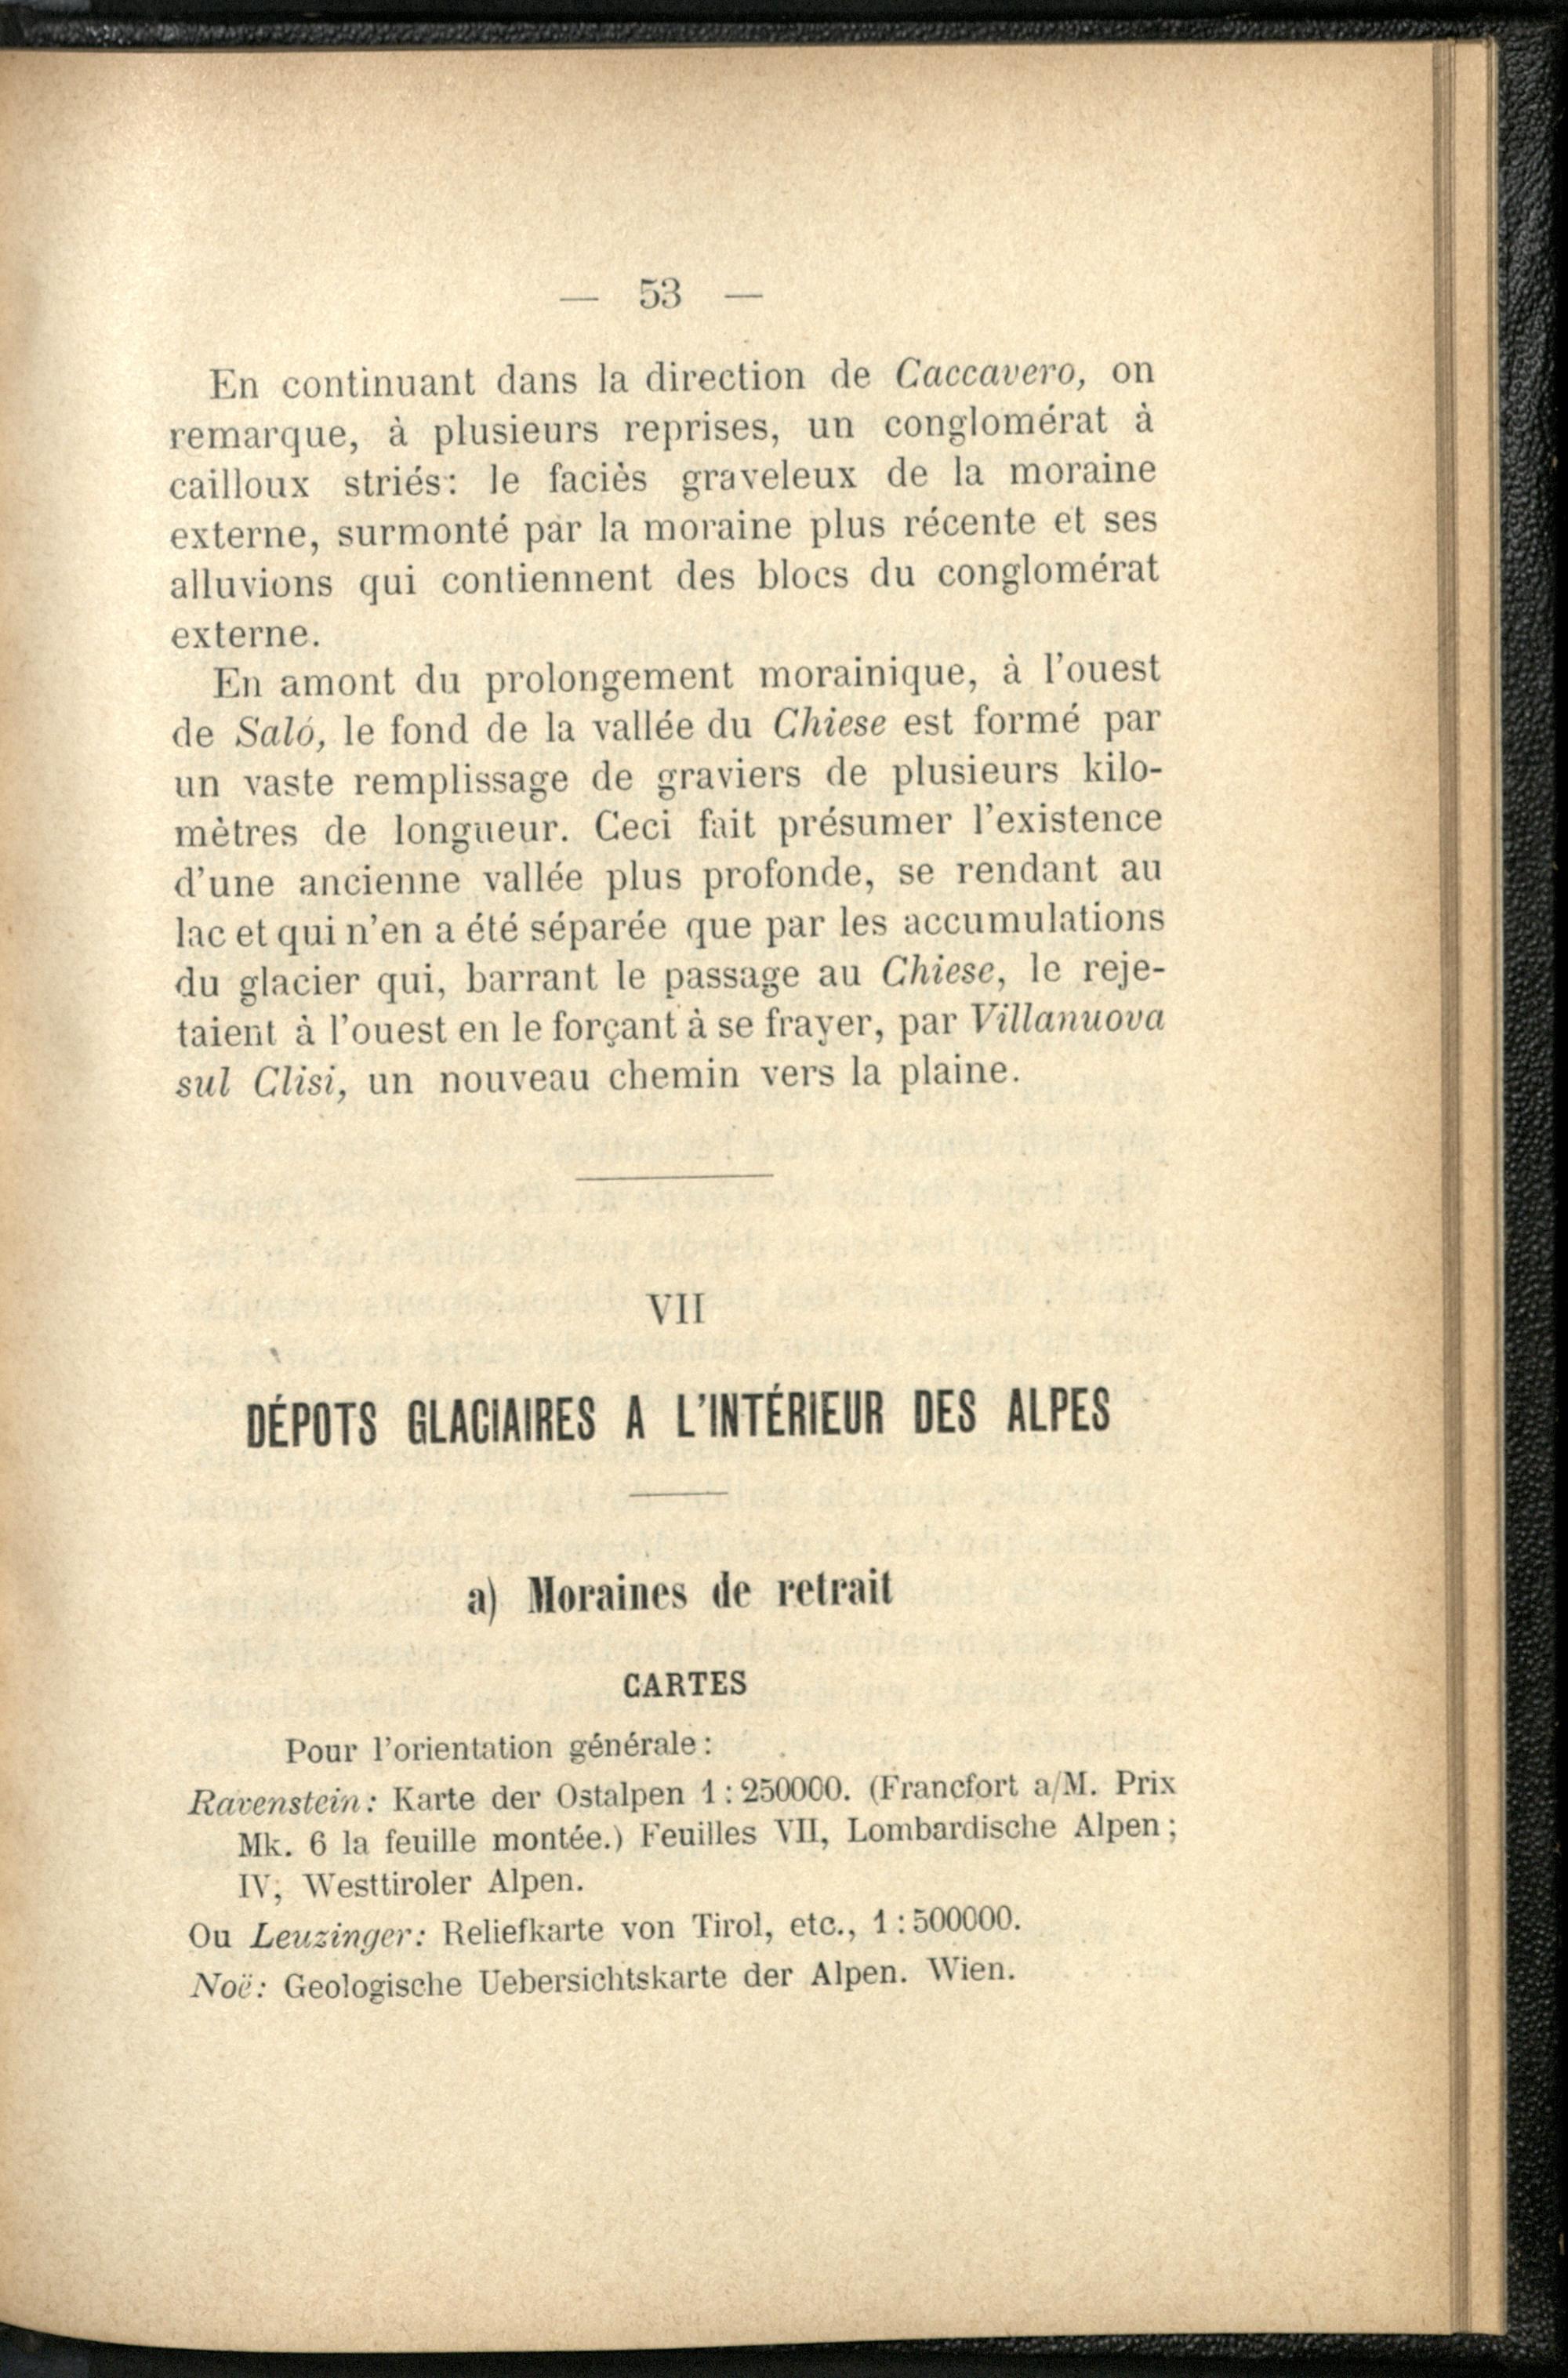 — 53 —
En continuant dans la direction de Caccavero, on
remarque, à plusieurs reprises, un conglomérat à
cailloux striés: le faciès graveleux de la moraine
externe, surmonté par la moraine plus récente et ses
alluvions qui contiennent des blocs du conglomérat
externe.
En amont du prolongement morainique, à l'ouest
de Saló, le fond de la vallée du Chiese est formé par
un vaste remplissage de graviers de plusieurs kilo-
mètres de longueur. Ceci fait présumer l'existence
d'une ancienne vallée plus profonde, se rendant au
lac et qui n'en a été séparée que par les accumulations
du glacier qui, barrant le passage au Chiese, le reje-
taient à l'ouest en le forçant à se frayer, par Villanuova
sul Clisi, un nouveau chemin vers la plaine.
VII
DÉPOTS GLACIAIRES A L'INTÉRIEUR DES ALPES
a) Moraines de retrait
CARTES
Pour l'orientation générale:
Ravenstein: Karte der Ostalpen 1:250000. (Francfort a/M. Prix
Mk. 6 la feuille montée.) Feuilles VII, Lombardische Alpen;
IV, Westtiroler Alpen.
Ou Leuzinger: Reliefkarte von Tirol, etc., 1:500000.
Noë: Geologische Uebersichtskarte der Alpen. Wien.